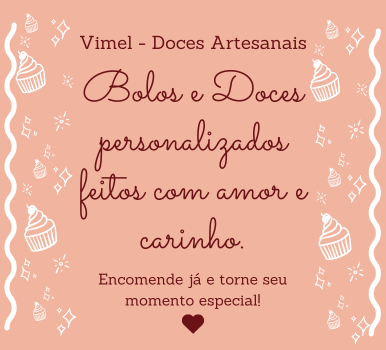 Vimel - Doces Artesanais
Bolos e Doces
personalizados
feitos com amor e
carinho.
Encomende já e torne seu
momento especial!